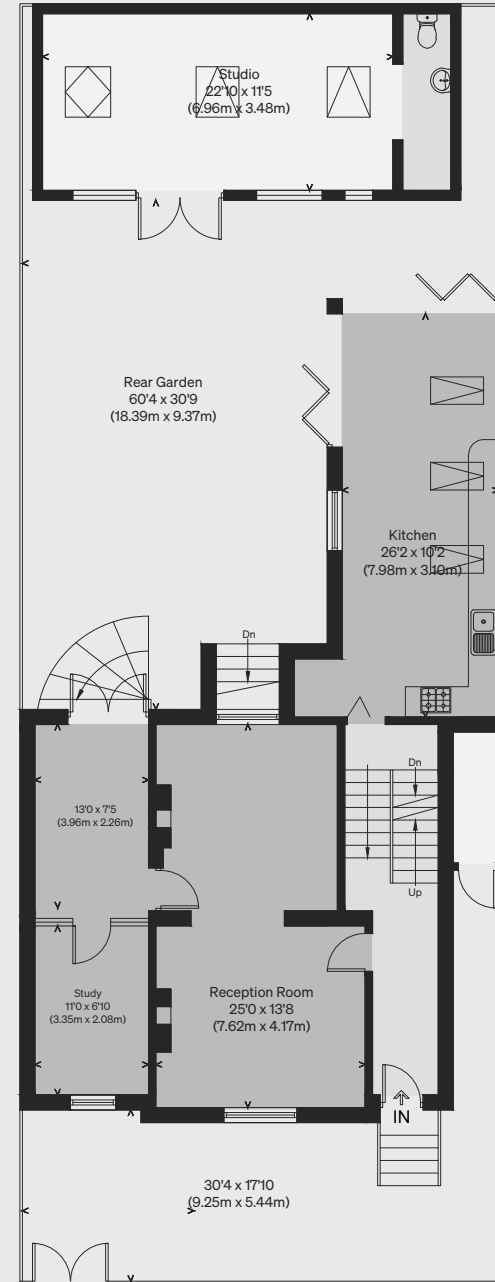 Studio
22'10 x 11'5
(6.96m x 3.48m)
Rear Garden
60'4 x 30'9
(18.39m x 9.37m)
Kitchen
26'2 x 10'2
(7.98m x 3.10m)
Dn
13'0 x 7'5
(3.96m x 2.26m)
Dn
Up
Study
11'0 x 6'10
(3.35m x 2.08m)
Reception Room
25'0 x 13'8
(7.62m x 4.17m)
IN
30'4 x 17'10
(9.25m x 5.44m)